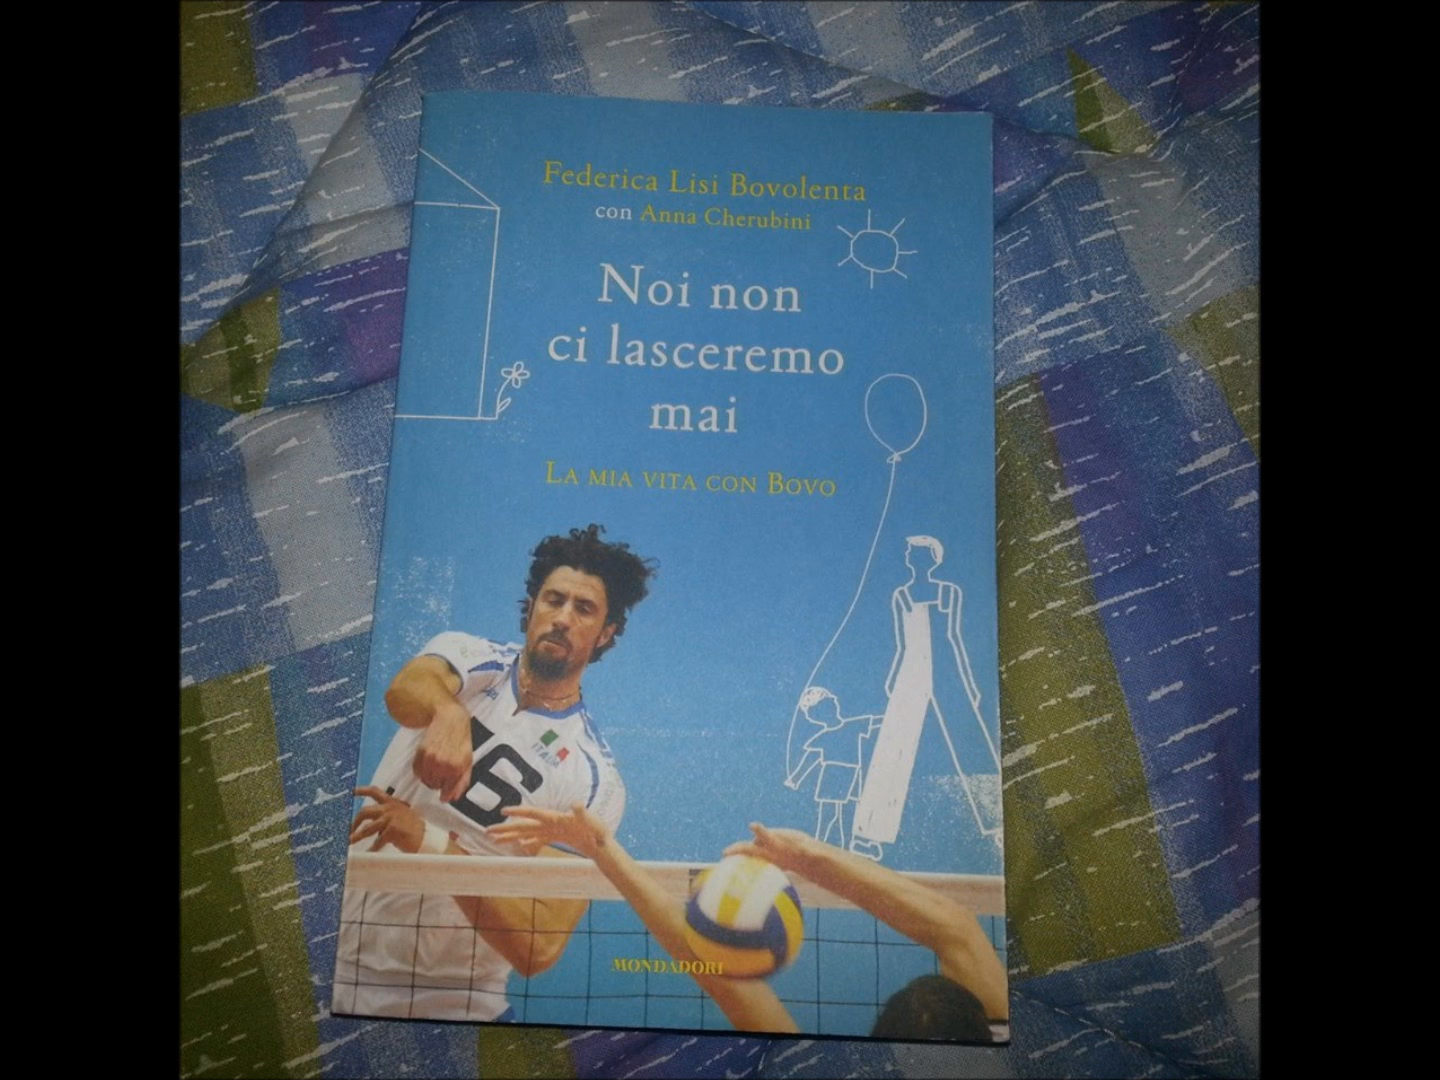 Federica Lisi Bovolenta
con Anna Cherubini
Noi non
ci lasceremo
mai
La mia vita con Bovo
ITALIA
16
MONDADORI